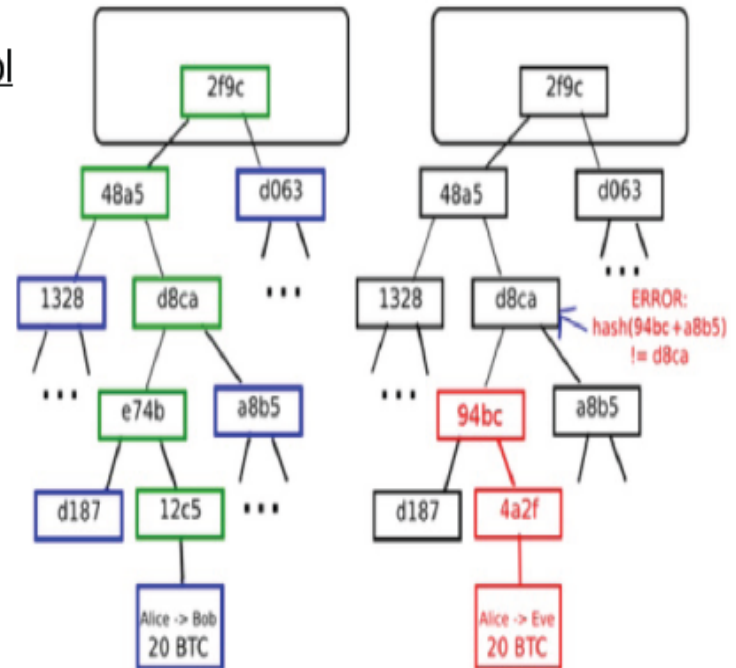 ol
2f9c
48a5
d063
1328
d8ca
...
...
e74b
a8b5
d187
12c5
...
Alice -> Bob
20 BTC
2f9c
48a5
d063
...
1328
d8ca
ERROR:
hash(94bc+a8b5)
!= d8ca
...
94bc
a8b5
d187
4a2f
Alice -> Eve
20 BTC